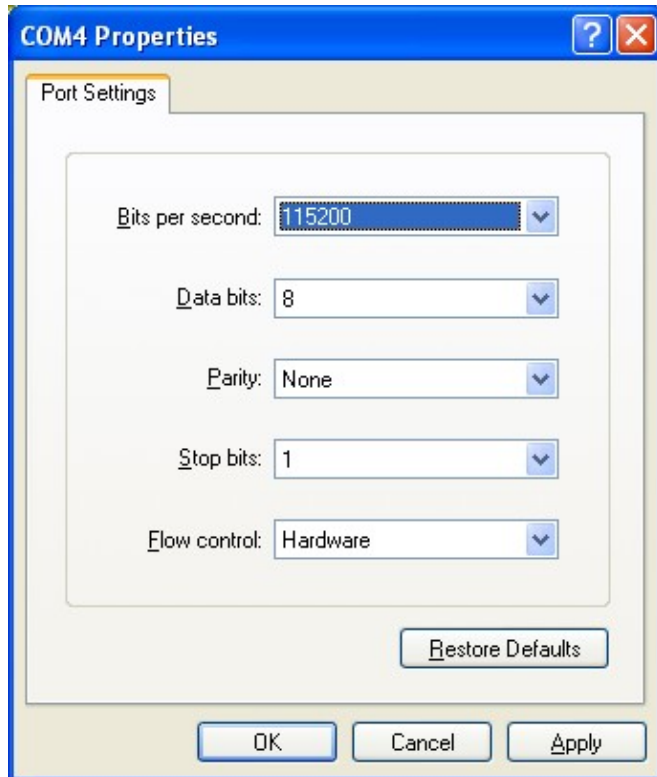 COM4 Properties
Port Settings
Bits per second: 115200
Data bits: 8
Parity: None
Stop bits: 1
Flow control: Hardware
Restore Defaults
OK Cancel Apply